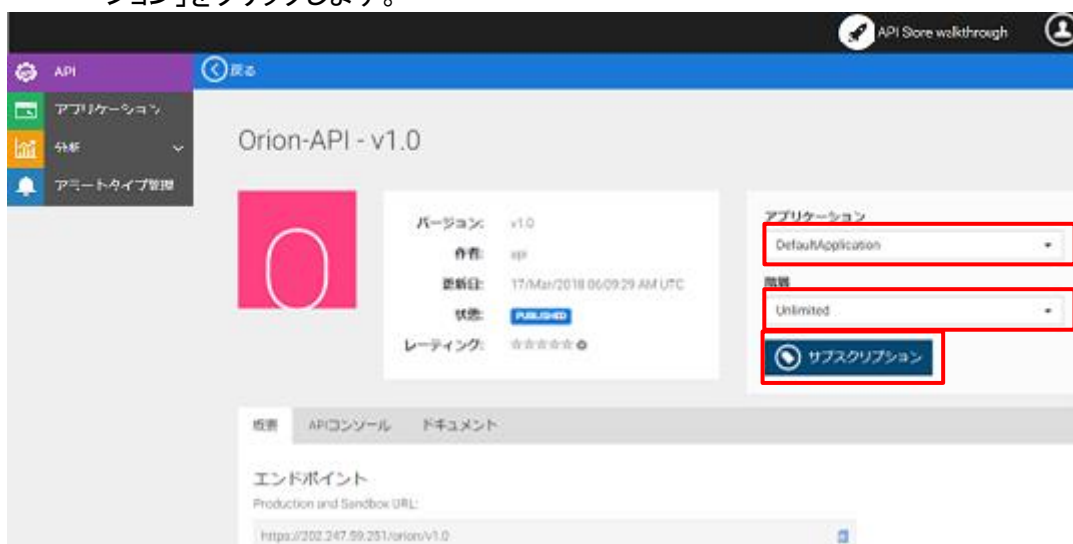 ション」をクリックします。
API Store walkthrough
API
戻る
アプリケーション
分析
アラートタイプ管理
Orion-API - v1.0
O
バージョン: v1.0
作者: api
更新日: 17/Mar/2018 06:09:29 AM UTC
状態: PUBLISHED
レーティング:
アプリケーション
DefaultApplication
階層
Unlimited
サブスクリプション
概要 APIコンソール ドキュメント
エンドポイント
Production and Sandbox URL:
https://202.247.59.251/orion/v1.0